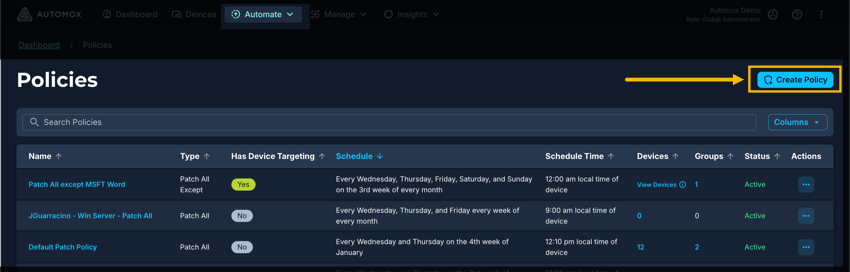 AUTOMOX Dashboard Devices Automate Manage Insights Automox Demo
Role: Global Administrator
Dashboard / Policies
Policies
Create Policy
Search Policies
Columns
Name Type Has Device Targeting Schedule Schedule Time Devices Groups Status Actions
Patch All except MSFT Word Patch All Except Yes Every Wednesday, Thursday, Friday, Saturday, and Sunday on the 3rd week of every month 12:00 am local time of device View Devices 1 Active
JGuarracino - Win Server - Patch All Patch All No Every Wednesday, Thursday, and Friday every week of every month 9:00 am local time of device 0 0 Active
Default Patch Policy Patch All No Every Wednesday and Thursday on the 4th week of January 12:10 pm local time of device 12 2 Active